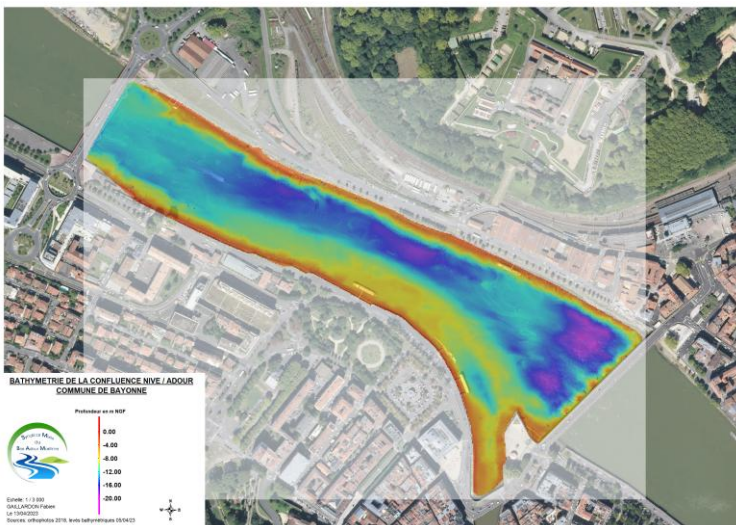 BATHYMETRIE DE LA CONFLUENCE NIVE / ADOUR
COMMUNE DE BAYONNE
Profondeur en m NGF
0.00
-4.00
-8.00
-12.00
-16.00
-20.00
Echelle: 1 / 3 000
GAILLARDON Fabien
Le 13/04/2023
Sources: orthophotos 2018, levés bathymétriques 05/04/23